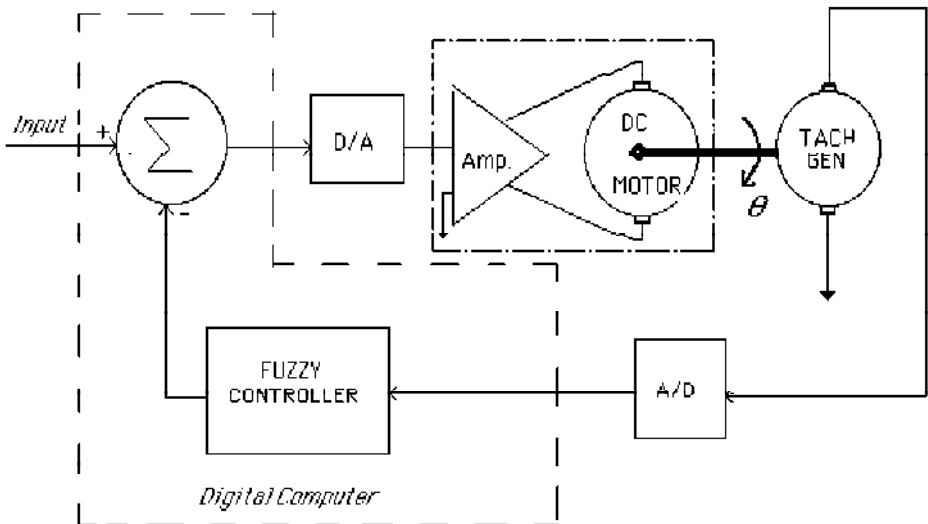 Input
+
Σ
-
D/A
Amp.
DC
MOTOR
θ
TACH
GEN
FUZZY
CONTROLLER
A/D
Digital Computer